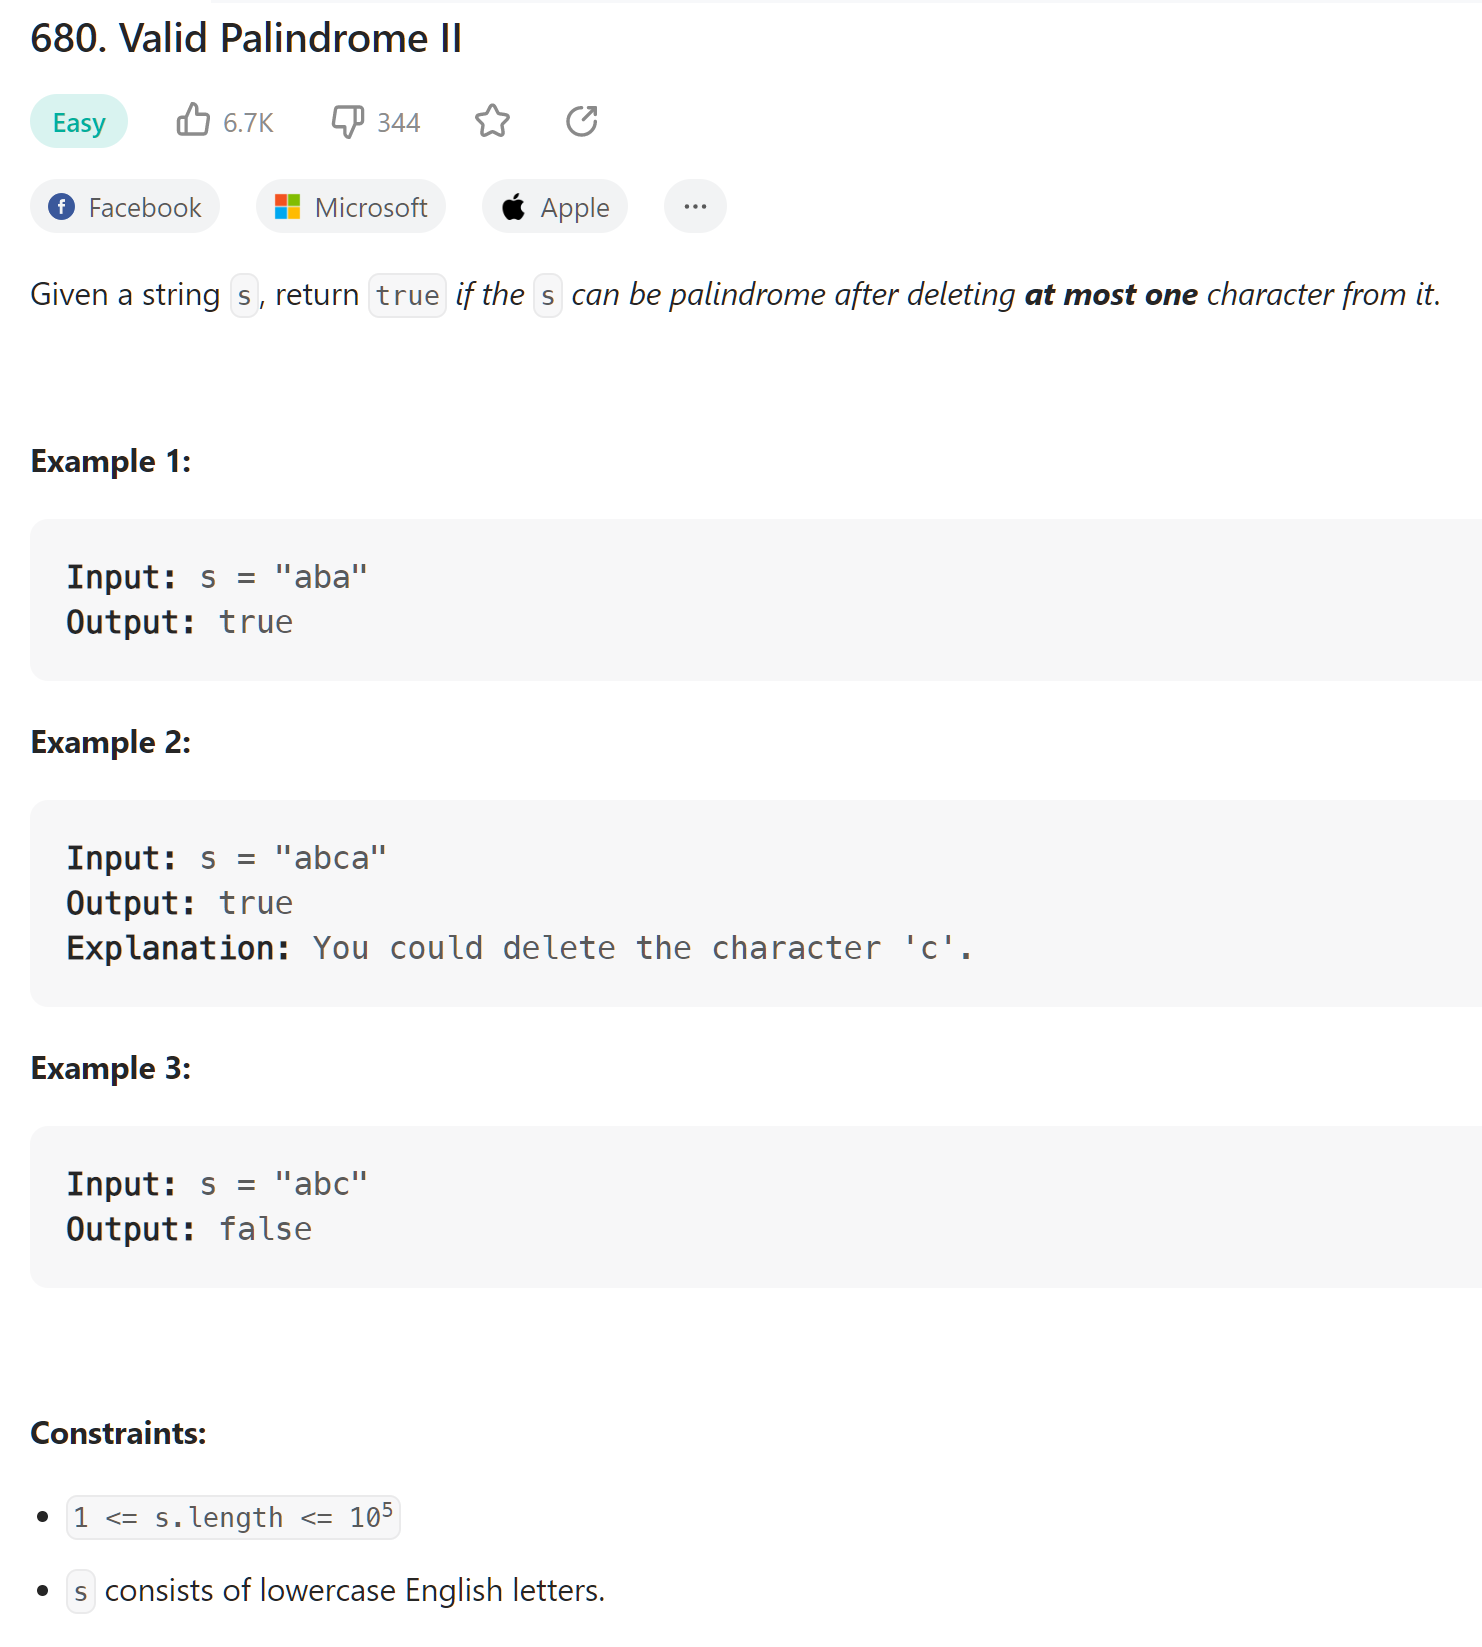 680. Valid Palindrome II
Easy 6.7K 344
Facebook Microsoft Apple ...
Given a string s, return true if the s can be palindrome after deleting at most one character from it.
Example 1:
Input: s = "aba"
Output: true
Example 2:
Input: s = "abca"
Output: true
Explanation: You could delete the character 'c'.
Example 3:
Input: s = "abc"
Output: false
Constraints:
• 1 <= s.length <= 10⁵
• s consists of lowercase English letters.